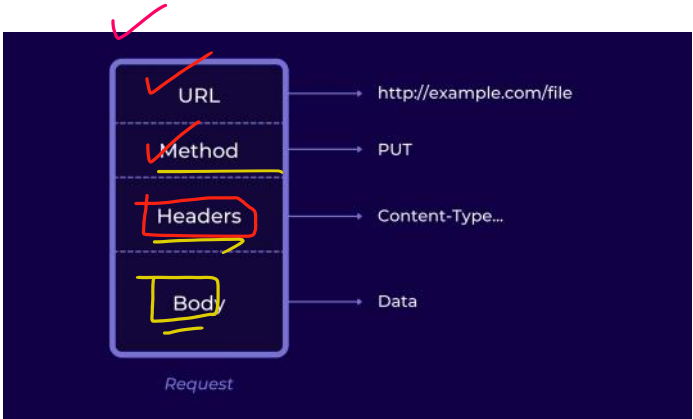 URL
http://example.com/file
Method
PUT
Headers
Content-Type...
Body
Data
Request